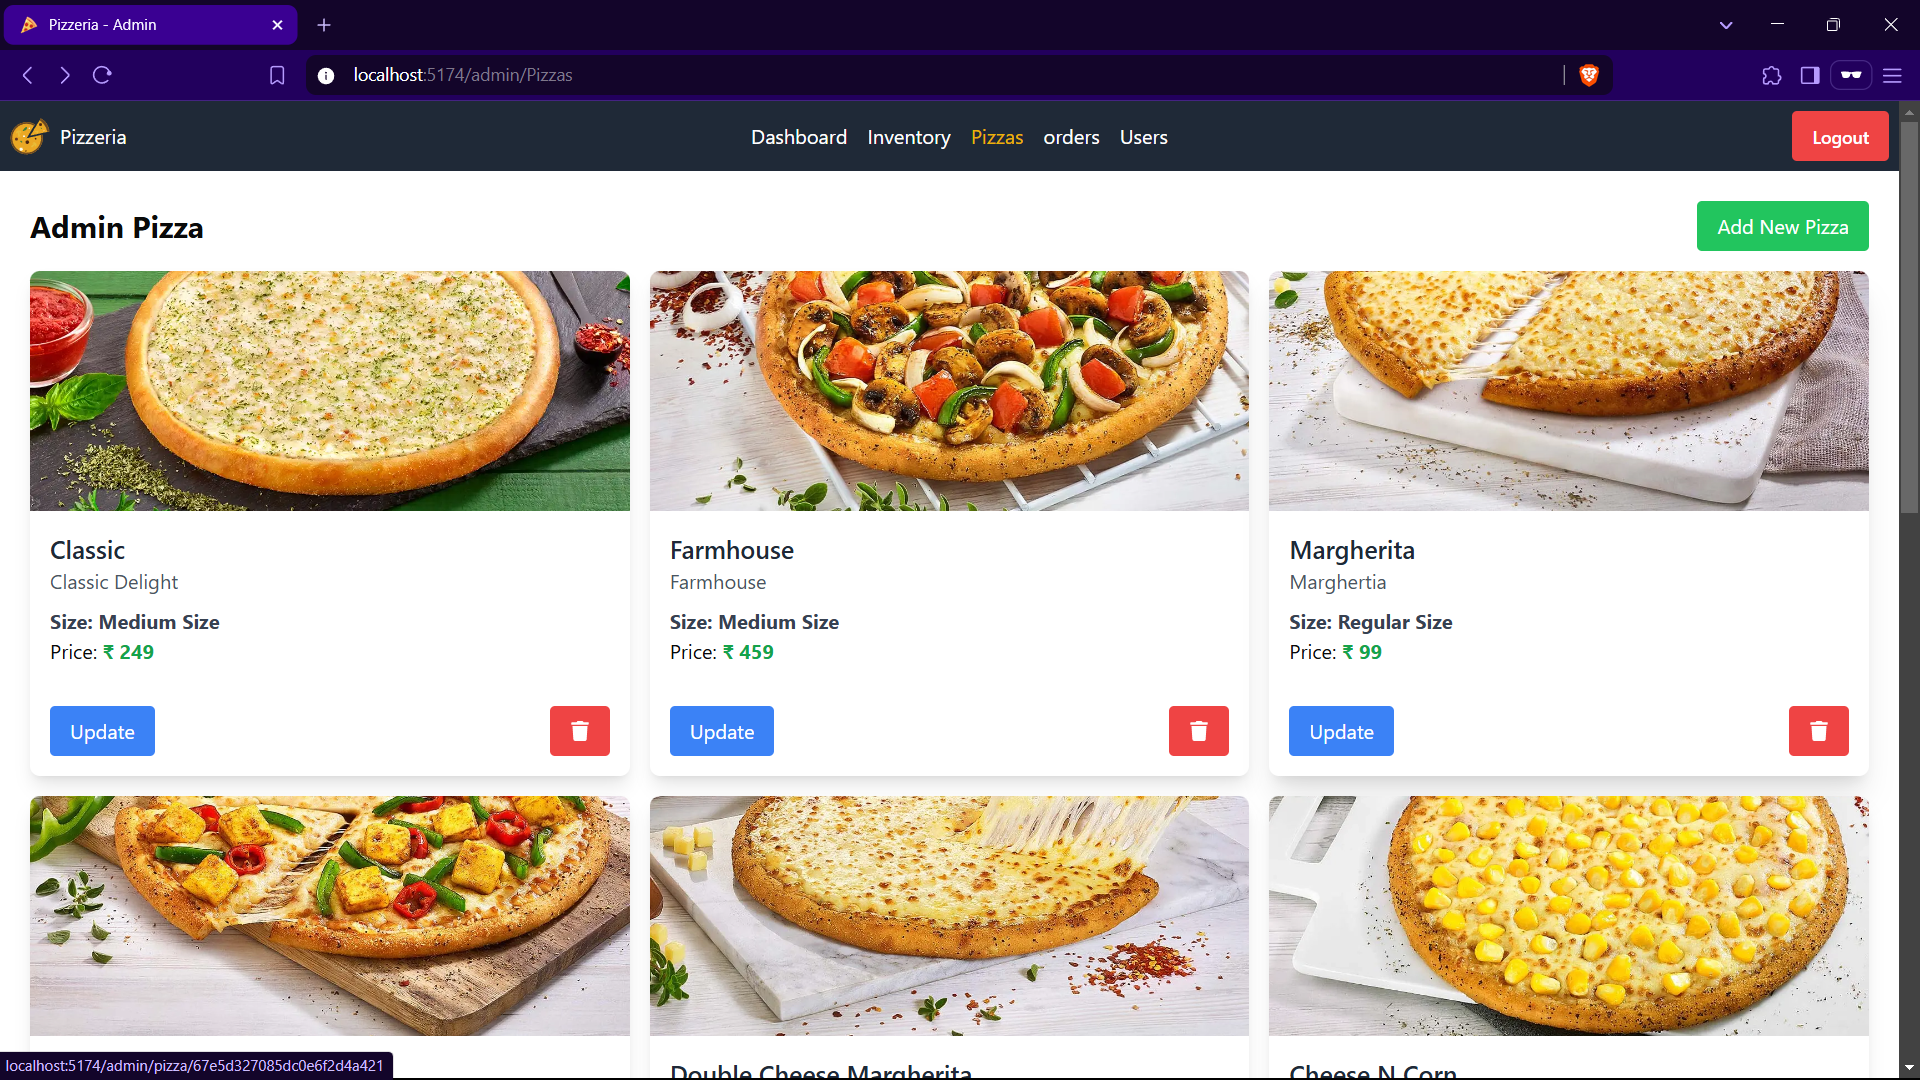 Pizzeria - Admin
localhost:5174/admin/Pizzas
Pizzeria
Dashboard Inventory Pizzas orders Users
Logout
Admin Pizza
Add New Pizza
Classic
Classic Delight
Size: Medium Size
Price: ₹ 249
Update
Farmhouse
Farmhouse
Size: Medium Size
Price: ₹ 459
Update
Margherita
Marghertia
Size: Regular Size
Price: ₹ 99
Update
Double Cheese Margherita
Cheese N Corn
localhost:5174/admin/pizza/67e5d327085dc0e6f2d4a421